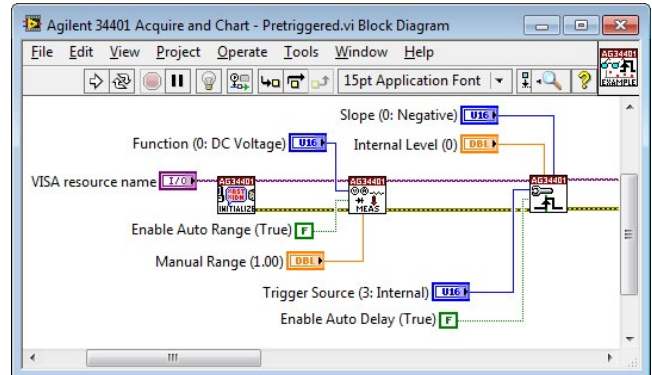 Agilent 34401 Acquire and Chart - Pretriggered.vi Block Diagram
File Edit View Project Operate Tools Window Help
15pt Application Font
AG34401
EXAMPLE
Slope (0: Negative) U16
Function (0: DC Voltage) U16
Internal Level (0) DBL
VISA resource name I/O
AG34401
INITIALIZE
AG34401
MEAS
AG34401
Enable Auto Range (True) F
Manual Range (1.00) DBL
Trigger Source (3: Internal) U16
Enable Auto Delay (True) F